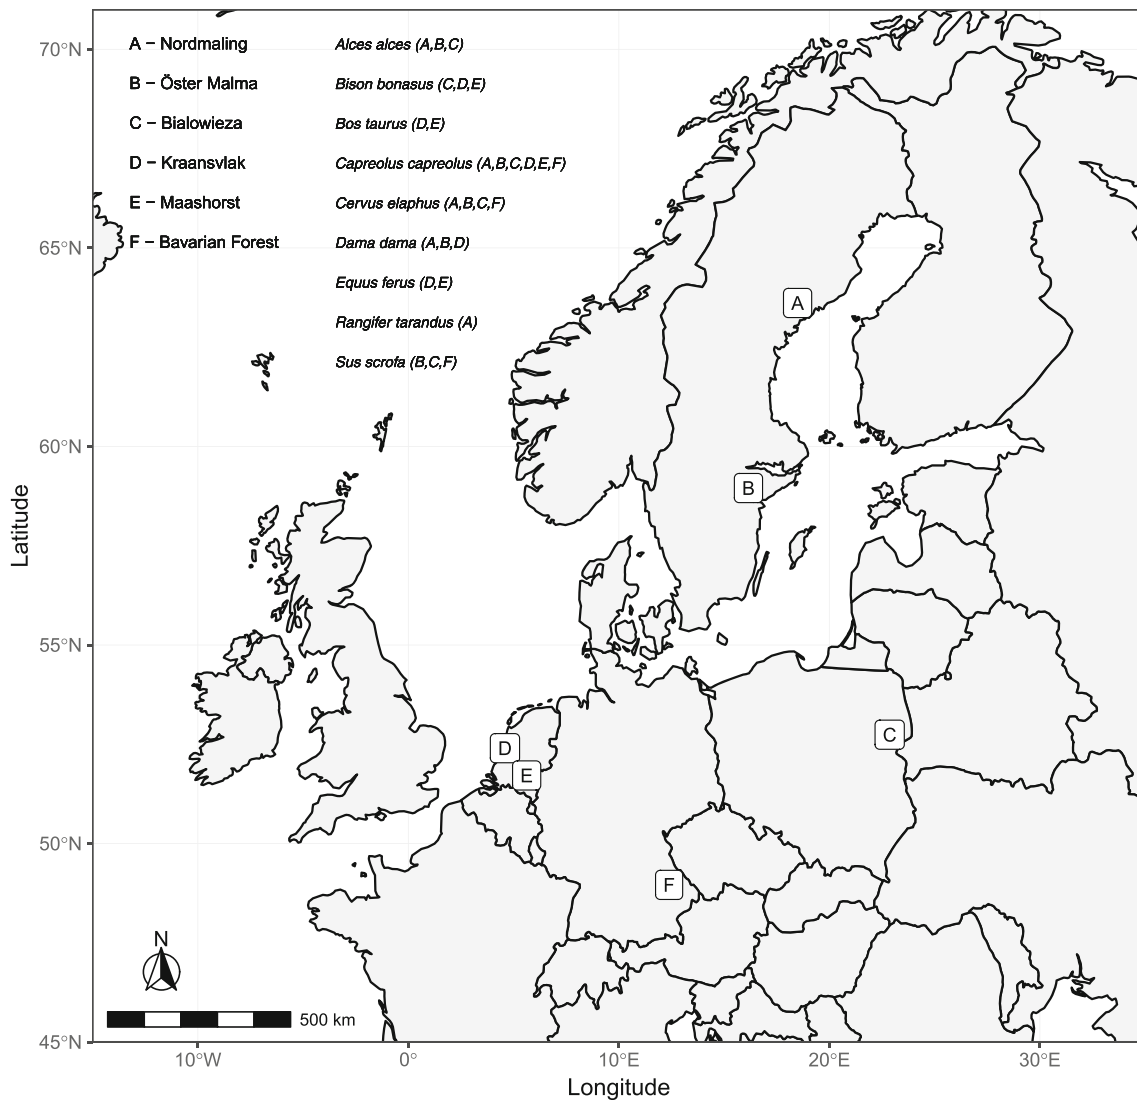 70°N
A − Nordmaling Alces alces (A,B,C)
B − Öster Malma Bison bonasus (C,D,E)
C − Bialowieza Bos taurus (D,E)
D − Kraansvlak Capreolus capreolus (A,B,C,D,E,F)
E − Maashorst Cervus elaphus (A,B,C,F)
65°N
F − Bavarian Forest Dama dama (A,B,D)
Equus ferus (D,E)
A
Rangifer tarandus (A)
Sus scrofa (B,C,F)
60°N
B
Latitude
55°N
C
D
E
50°N
F
N
500 km
45°N
10°W 0° 10°E 20°E 30°E
Longitude